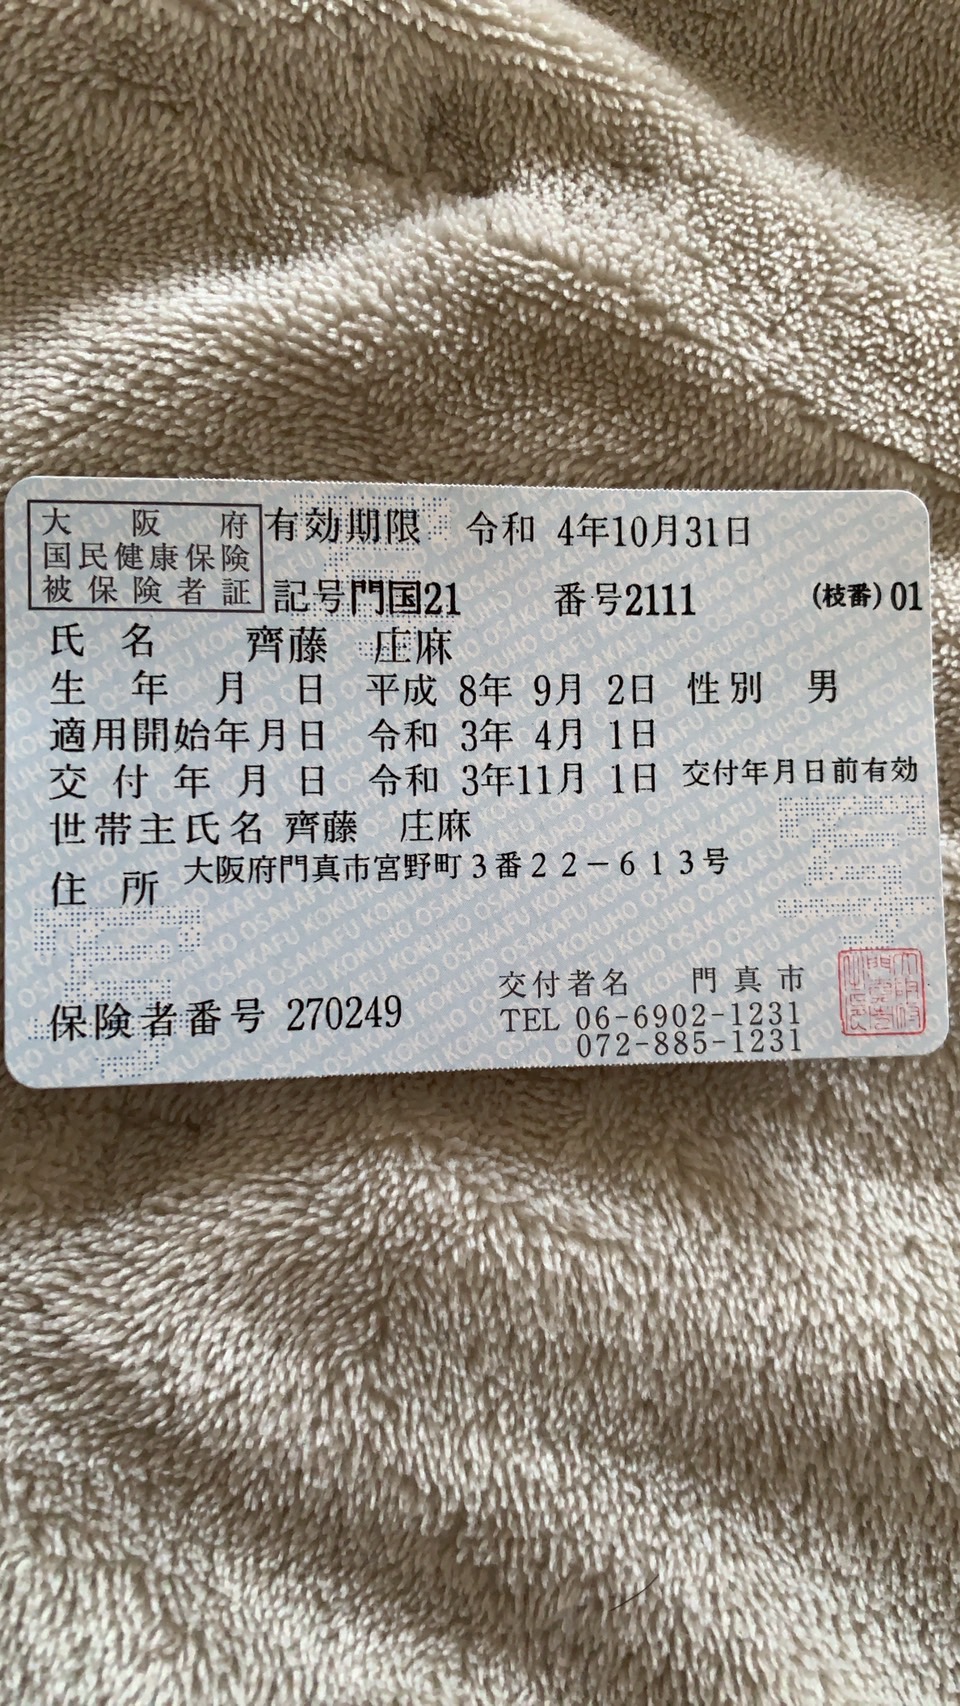 大阪府
国民健康保険
被保険者証
有効期限 令和 4年10月31日
記号門国21 番号2111 (枝番)01
氏名 齊藤 庄麻
生年月日 平成 8年 9月 2日 性別 男
適用開始年月日 令和 3年 4月 1日
交付年月日 令和 3年11月 1日 交付年月日前有効
世帯主氏名 齊藤 庄麻
住所 大阪府門真市宮野町3番22-613号
保険者番号 270249
交付者名 門真市
TEL 06-6902-1231
072-885-1231